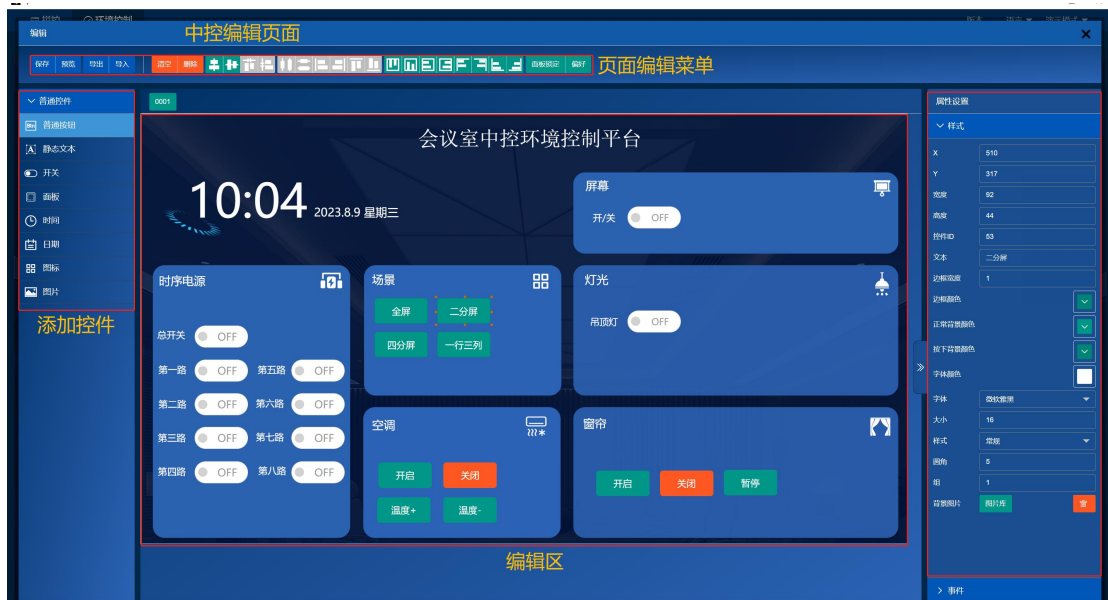 环境控制
编辑
中控编辑页面
保存 预览 导出 导入 清空 删除 面板锁定 偏好
页面编辑菜单
普通控件
普通按钮
静态文本
开关
面板
时间
日期
图标
图片
添加控件
0001
会议室中控环境控制平台
10:04 2023.8.9 星期三
屏幕
开/关 OFF
时序电源
总开关 OFF
第一路 OFF 第五路 OFF
第二路 OFF 第六路 OFF
第三路 OFF 第七路 OFF
第四路 OFF 第八路 OFF
场景
全屏 二分屏
四分屏 一行三列
灯光
吊顶灯 OFF
空调
开启 关闭
温度+ 温度-
窗帘
开启 关闭 暂停
编辑区
属性设置
样式
X 510
Y 317
宽度 92
高度 44
控件ID 53
文本 二分屏
边框宽度 1
边框颜色
正常背景颜色
按下背景颜色
字体颜色
字体 微软雅黑
大小 16
样式 常规
圆角 5
组 1
背景图片 图片库
事件